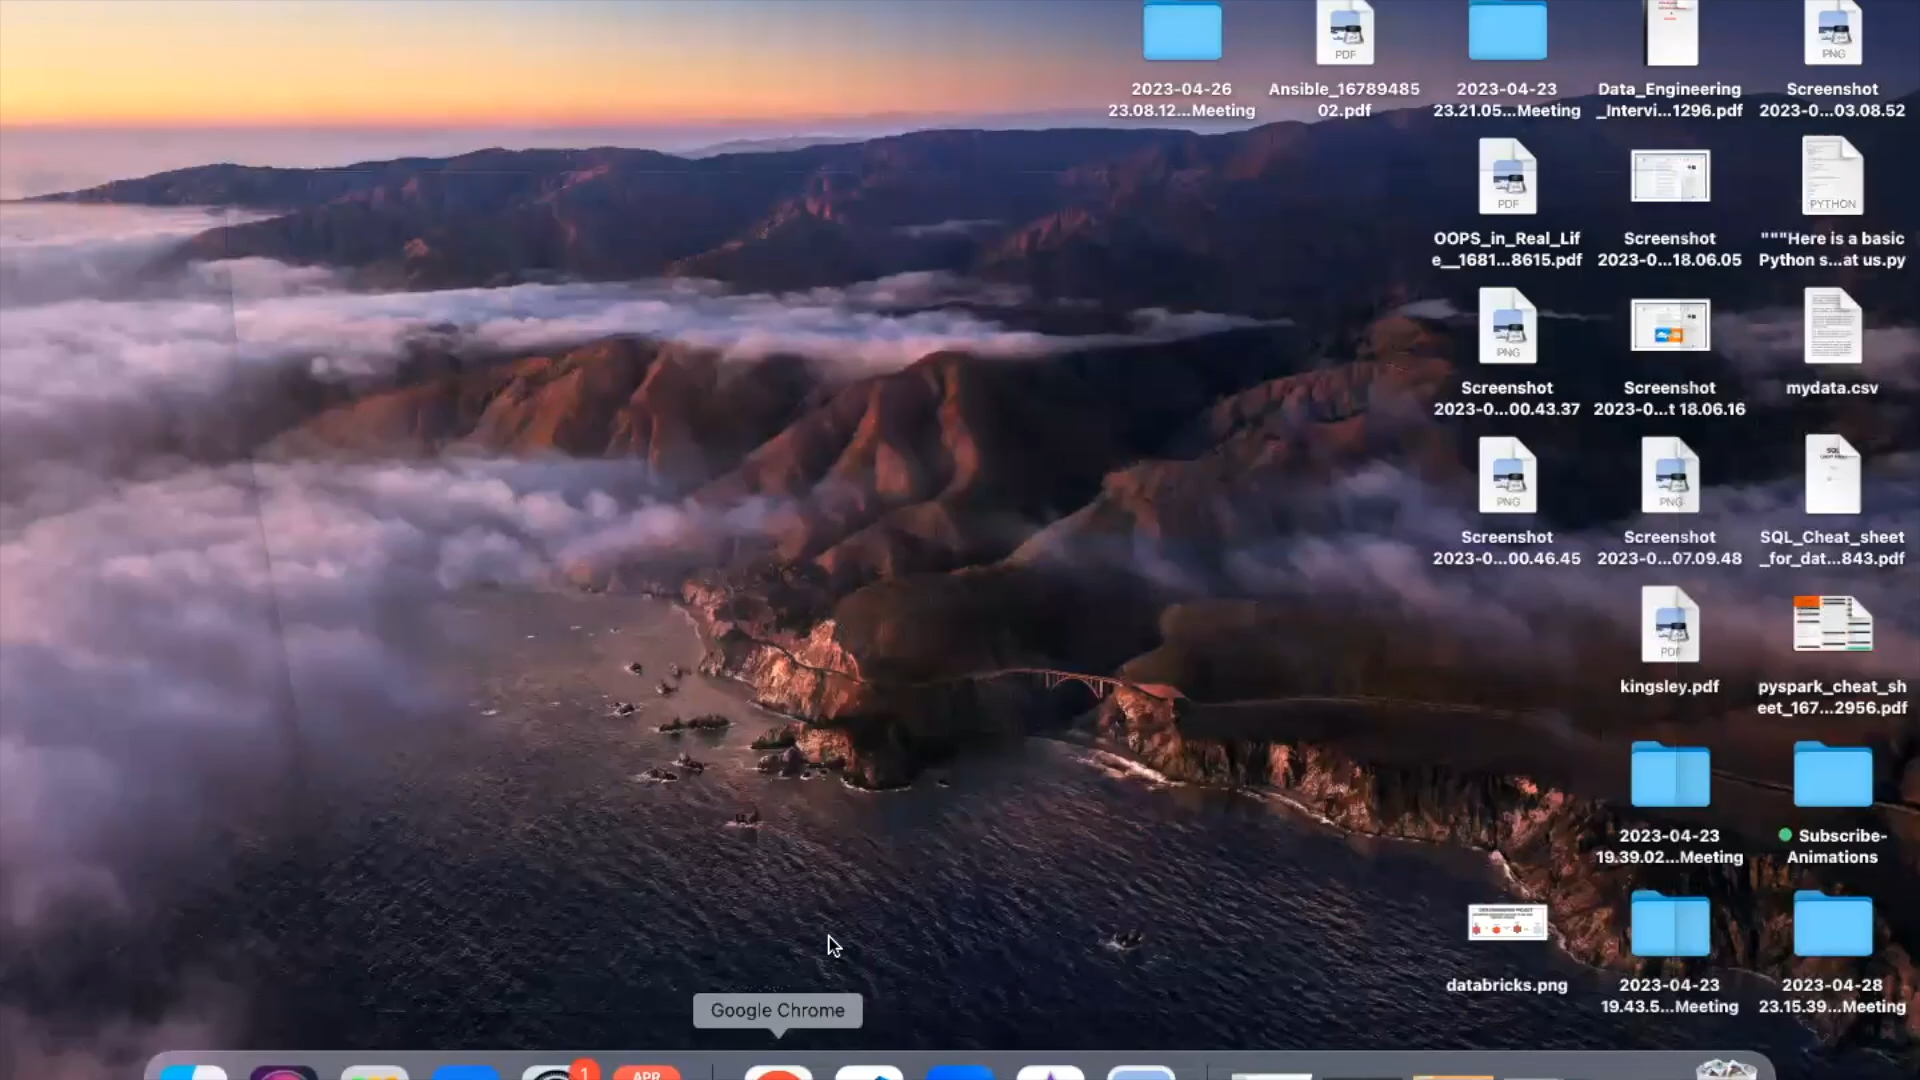 2023-04-26
23.08.12...Meeting
PDF
Ansible_16789485
02.pdf
2023-04-23
23.21.05...Meeting
Data_Engineering
_Intervi...1296.pdf
PNG
Screenshot
2023-0...03.08.52
PDF
OOPS_in_Real_Lif
e__1681...8615.pdf
Screenshot
2023-0...18.06.05
PYTHON
"""Here is a basic
Python s...at us.py
PNG
Screenshot
2023-0...00.43.37
Screenshot
2023-0...t 18.06.16
mydata.csv
PNG
Screenshot
2023-0...00.46.45
PNG
Screenshot
2023-0...07.09.48
SQL
SQL_Cheat_sheet
_for_dat...843.pdf
PDF
kingsley.pdf
pyspark_cheat_sh
eet_167...2956.pdf
2023-04-23
19.39.02...Meeting
Subscribe-
Animations
databricks.png
2023-04-23
19.43.5...Meeting
2023-04-28
23.15.39...Meeting
Google Chrome
1
APR